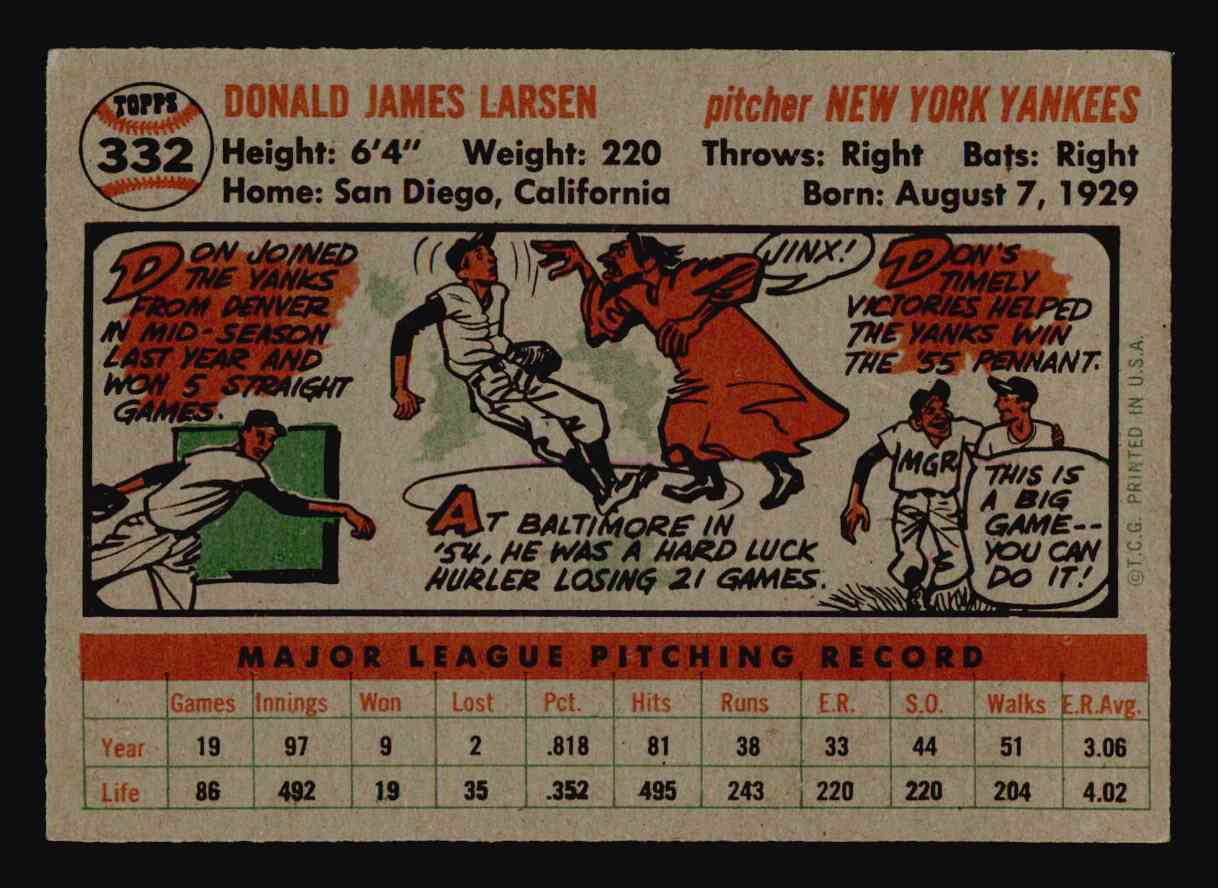 TOPPS
332
DONALD JAMES LARSEN
pitcher NEW YORK YANKEES
Height: 6'4" Weight: 220 Throws: Right Bats: Right
Home: San Diego, California Born: August 7, 1929
DON JOINED
THE YANKS
FROM DENVER
IN MID-SEASON
LAST YEAR AND
WON 5 STRAIGHT
GAMES.
JINX!
AT BALTIMORE IN
'54, HE WAS A HARD LUCK
HURLER LOSING 21 GAMES.
DON'S
TIMELY
VICTORIES HELPED
THE YANKS WIN
THE '55 PENNANT.
MGR
THIS IS
A BIG
GAME--
YOU CAN
DO IT!
©T.C.G. PRINTED IN U.S.A.
MAJOR LEAGUE PITCHING RECORD
Games Innings Won Lost Pct. Hits Runs E.R. S.O. Walks E.R.Avg.
Year 19 97 9 2 .818 81 38 33 44 51 3.06
Life 86 492 19 35 .352 495 243 220 220 204 4.02